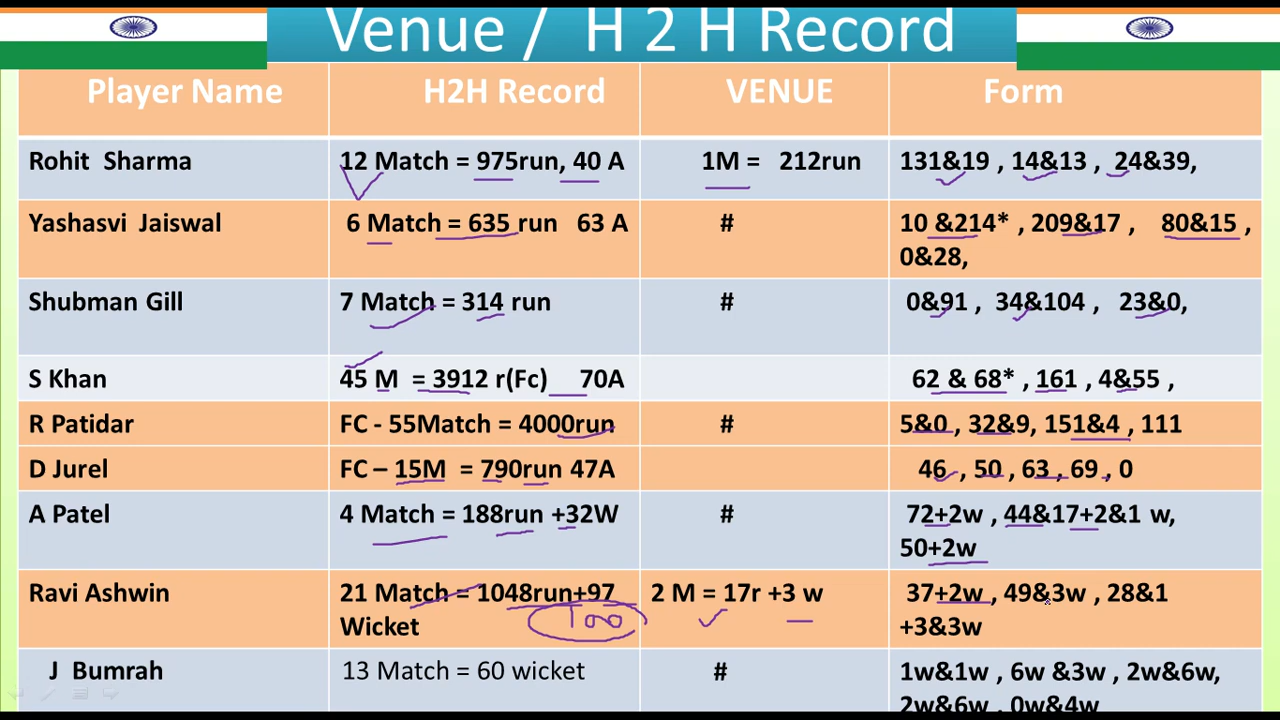 Venue / H 2 H Record
Player Name H2H Record VENUE Form
Rohit Sharma 12 Match = 975run, 40 A 1M = 212run 131&19 , 14&13 , 24&39,
Yashasvi Jaiswal 6 Match = 635 run 63 A # 10 &214* , 209&17 , 80&15 ,
0&28,
Shubman Gill 7 Match = 314 run # 0&91 , 34&104 , 23&0,
S Khan 45 M = 3912 r(Fc) 70A 62 & 68* , 161 , 4&55 ,
R Patidar FC - 55Match = 4000run # 5&0 , 32&9, 151&4 , 111
D Jurel FC – 15M = 790run 47A 46 , 50 , 63 , 69 , 0
A Patel 4 Match = 188run +32W # 72+2w , 44&17+2&1 w,
50+2w
Ravi Ashwin 21 Match = 1048run+97 2 M = 17r +3 w 37+2w , 49&3w , 28&1
Wicket 100 +3&3w
J Bumrah 13 Match = 60 wicket # 1w&1w , 6w &3w , 2w&6w,
2w&6w , 0w&4w